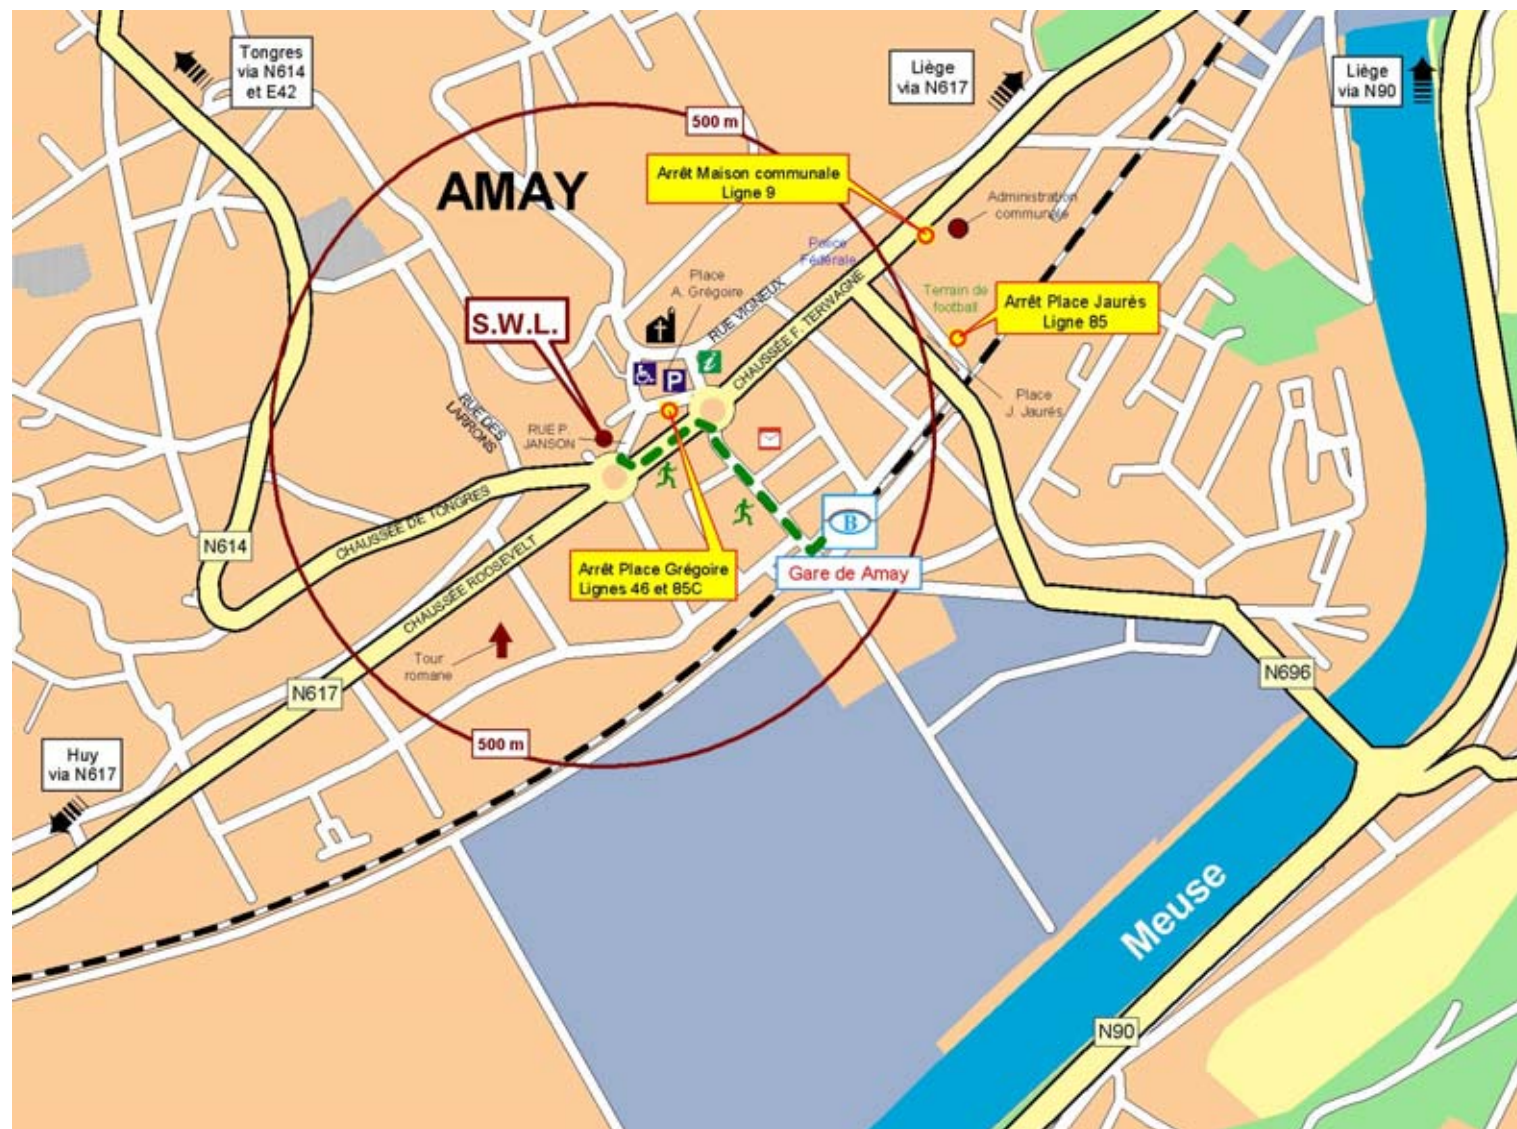 Tongres
via N614
et E42
Liège
via N617
Liège
via N90
500 m
AMAY
Arrêt Maison communale
Ligne 9
Administration
communale
Police
Fédérale
Place
A. Grégoire
RUE VIGNEUX
CHAUSSÉE F. TERWAGNE
Terrain de
football
Arrêt Place Jaurès
Ligne 85
S.W.L.
i
P
Place
J. Jaurés
RUE DES
LARRONS
RUE P.
JANSON
CHAUSSÉE DE TONGRES
N614
B
CHAUSSÉE ROOSEVELT
Arrêt Place Grégoire
Lignes 46 et 85C
Gare de Amay
Tour
romane
N617
N696
500 m
Huy
via N617
Meuse
N90